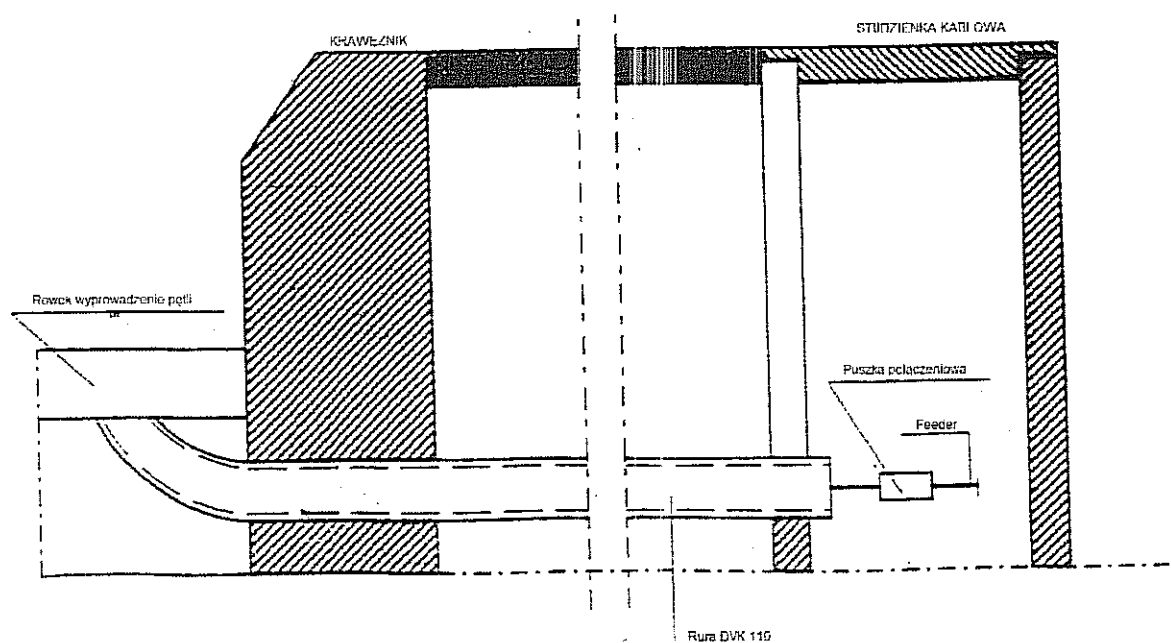 KRAWĘŻNIK
STUDZIENKA KABLOWA
Rowek wyprowadzenie pętli
Puszka połączeniowa
Feeder
Rura DVK 110